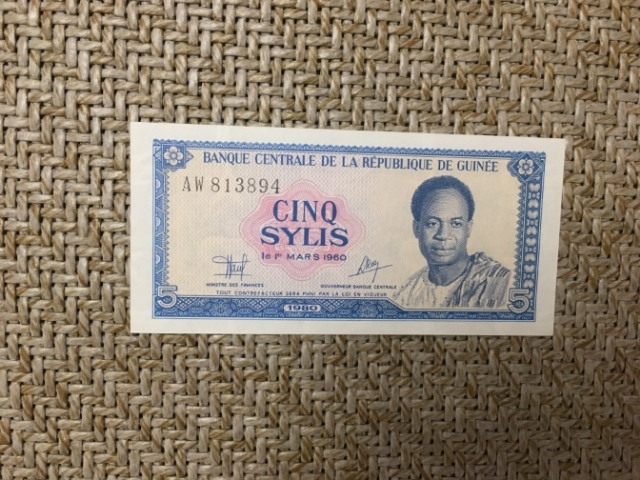 BANQUE CENTRALE DE LA RÉPUBLIQUE DE GUINÉE
AW 813894
CINQ
SYLIS
le 1er MARS 1960
MINISTRE DES FINANCES GOUVERNEUR BANQUE CENTRALE
5 TOUT CONTREFACTEUR SERA PUNI PAR LA LOI EN VIGUEUR 5
1980